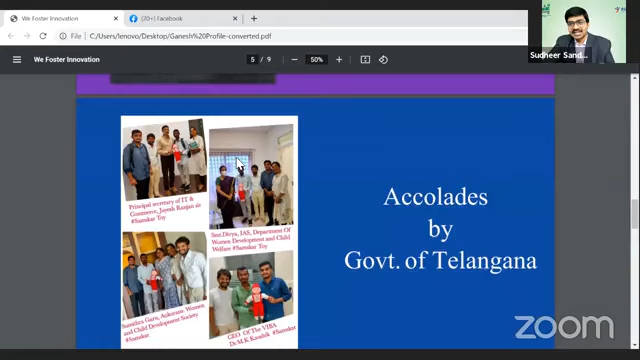 We Foster Innovation
(20+) Facebook
File
C:/Users/lenovo/Desktop/Ganesh%20Profile-converted.pdf
We Foster Innovation
5 / 9
50%
Sudheer Sand...
Principal secretary of IT &
Commerce, Jayesh Ranjan sir
#Samskar Toy
Smt.Divya, IAS, Department Of
Women Development and Child
Welfare #Samskar Toy
Sumithra Garu, Ankuram Women
and Child Development Society
#Samskar
CEO Of The VIBA
Dr.M.K.Kaushik #Samskar
Accolades
by
Govt. of Telangana
zoom